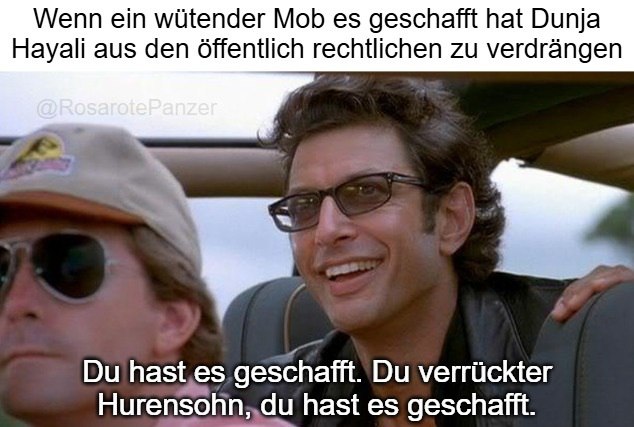 Wenn ein wütender Mob es geschafft hat Dunja
Hayali aus den öffentlich rechtlichen zu verdrängen
@RosarotePanzer
Du hast es geschafft. Du verrückter
Hurensohn, du hast es geschafft.